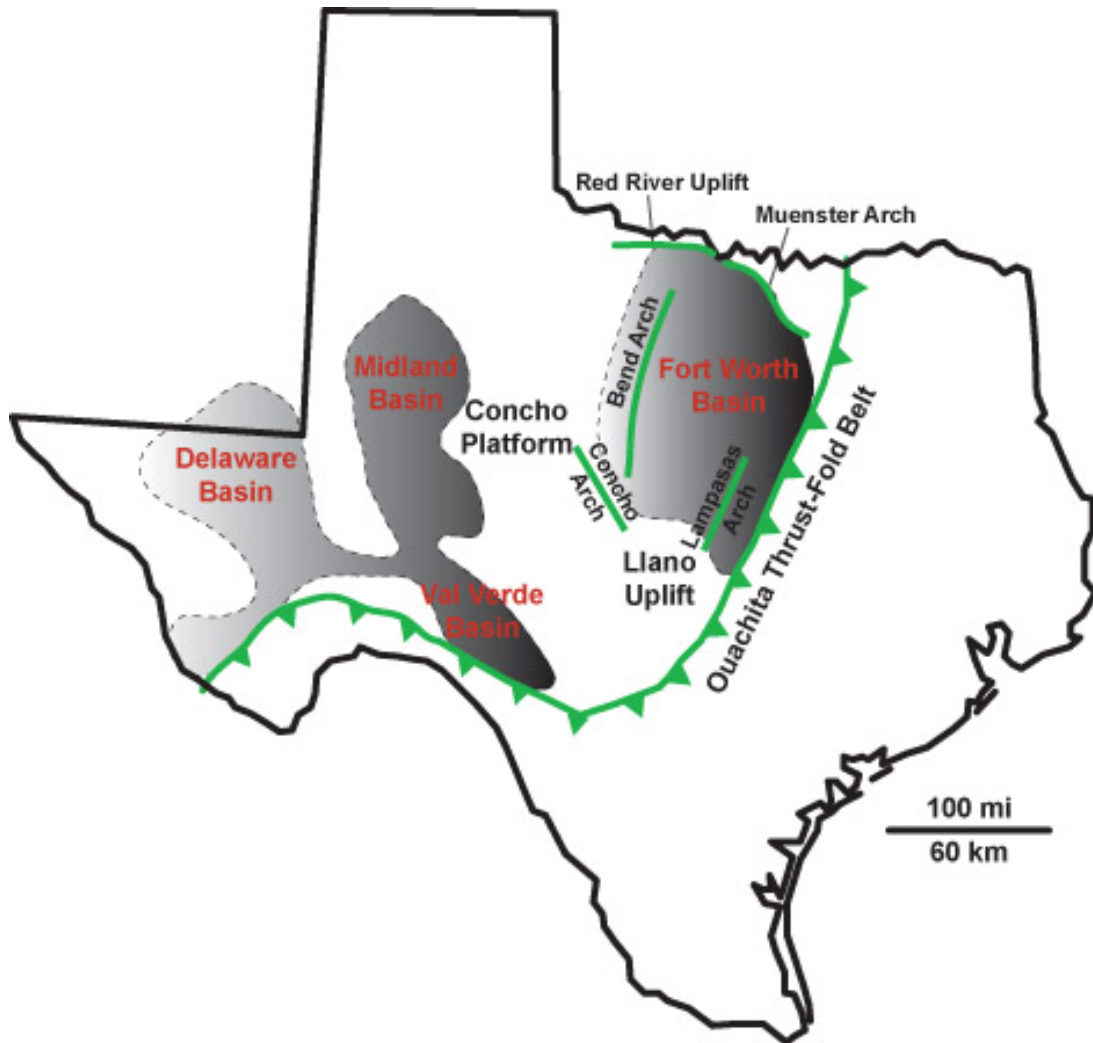 Red River Uplift
Muenster Arch
Bend Arch
Midland
Basin
Fort Worth
Basin
Concho
Platform
Delaware
Basin
Concho
Arch
Lampasas
Arch
Llano
Uplift
Ouachita Thrust-Fold Belt
Val Verde
Basin
100 mi
60 km